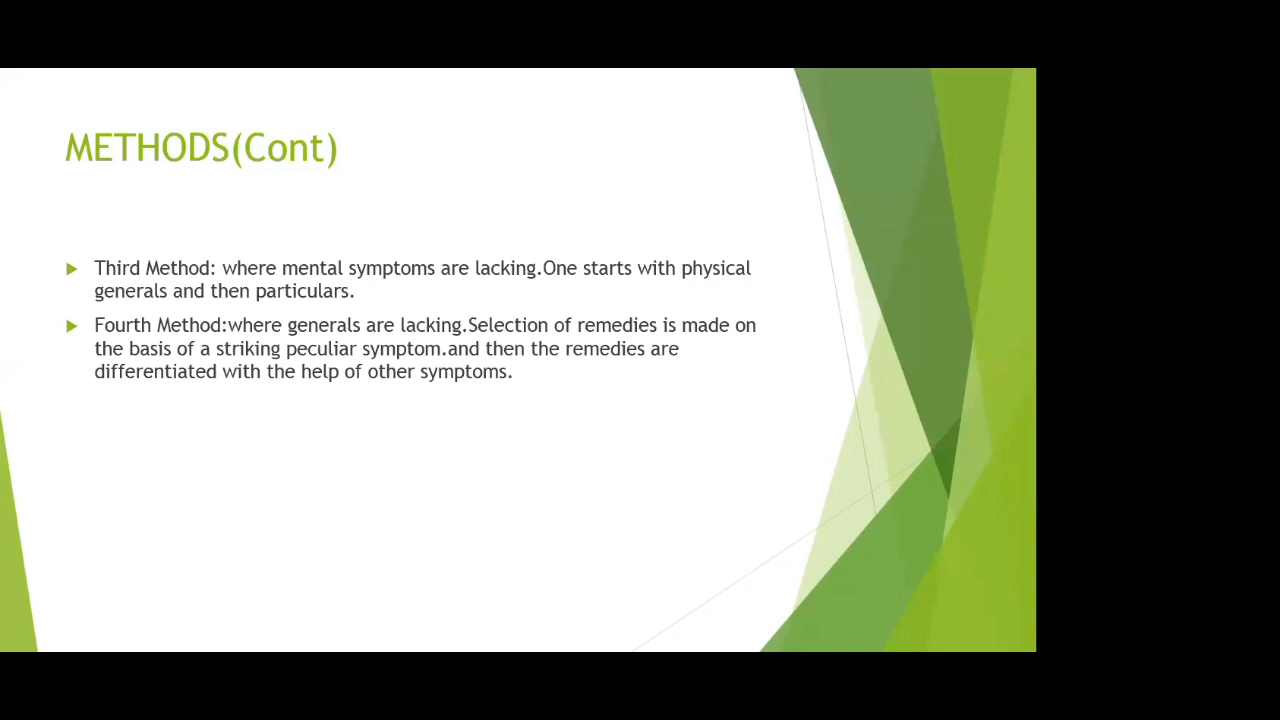 METHODS(Cont)
Third Method: where mental symptoms are lacking.One starts with physical
generals and then particulars.
Fourth Method:where generals are lacking.Selection of remedies is made on
the basis of a striking peculiar symptom.and then the remedies are
differentiated with the help of other symptoms.